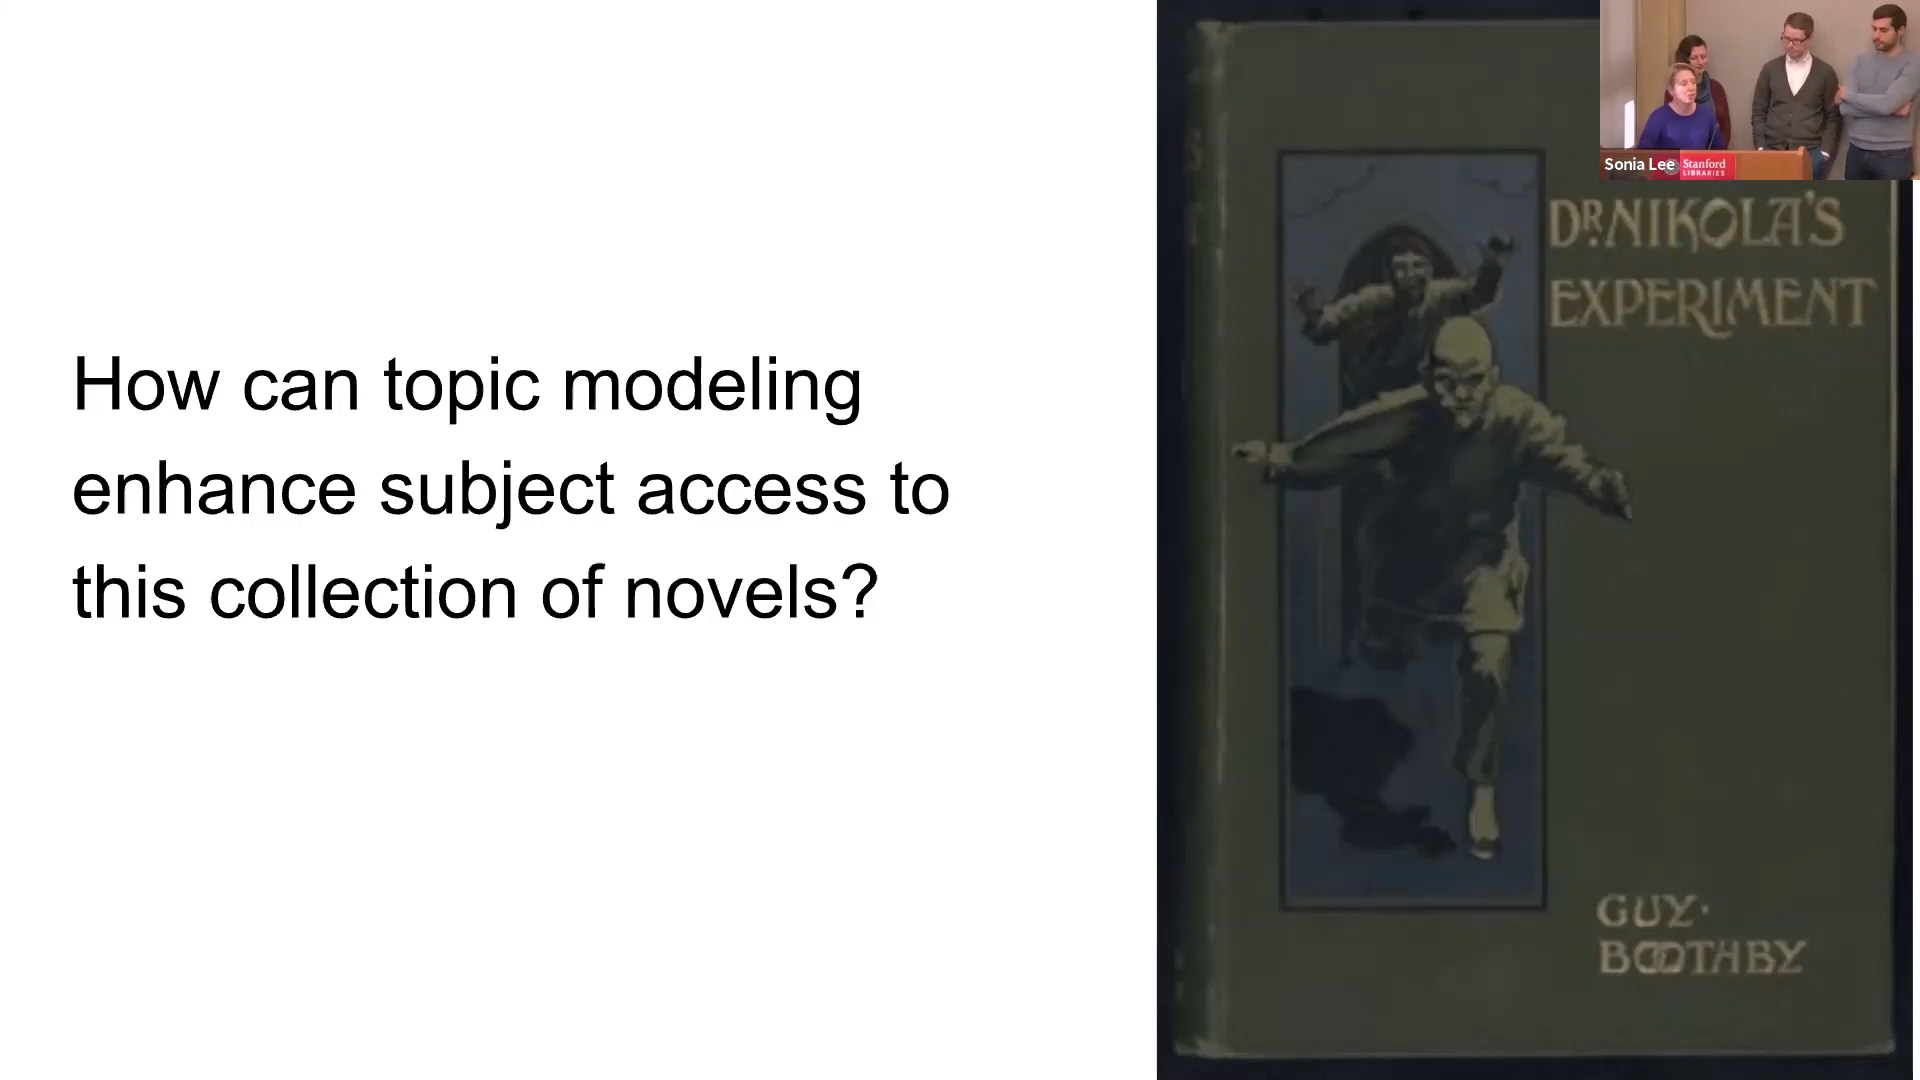 How can topic modeling
enhance subject access to
this collection of novels?
DR. NIKOLA'S
EXPERIMENT
GUY·
BOOTHBY
Sonia Lee
Stanford
LIBRARIES